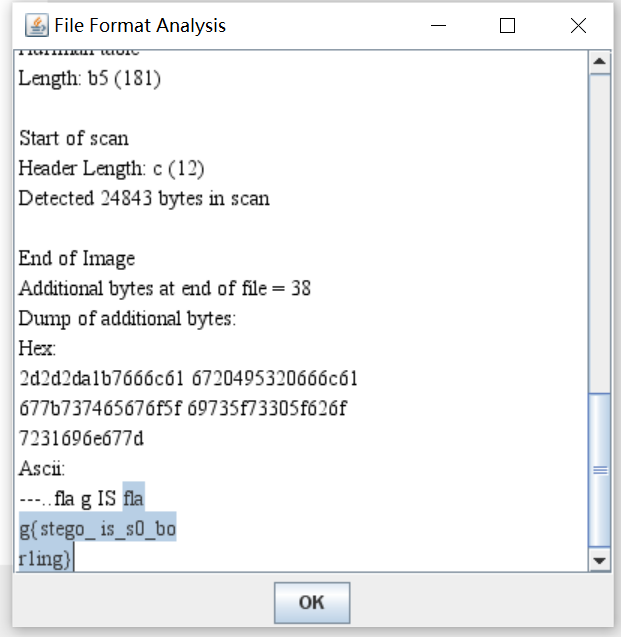 File Format Analysis
Huffman table
Length: b5 (181)
Start of scan
Header Length: c (12)
Detected 24843 bytes in scan
End of Image
Additional bytes at end of file = 38
Dump of additional bytes:
Hex:
2d2d2da1b7666c61 6720495320666c61
677b737465676f5f 69735f73305f626f
7231696e677d
Ascii:
---..fla g IS fla
g{stego_ is_s0_bo
r1ing}
OK